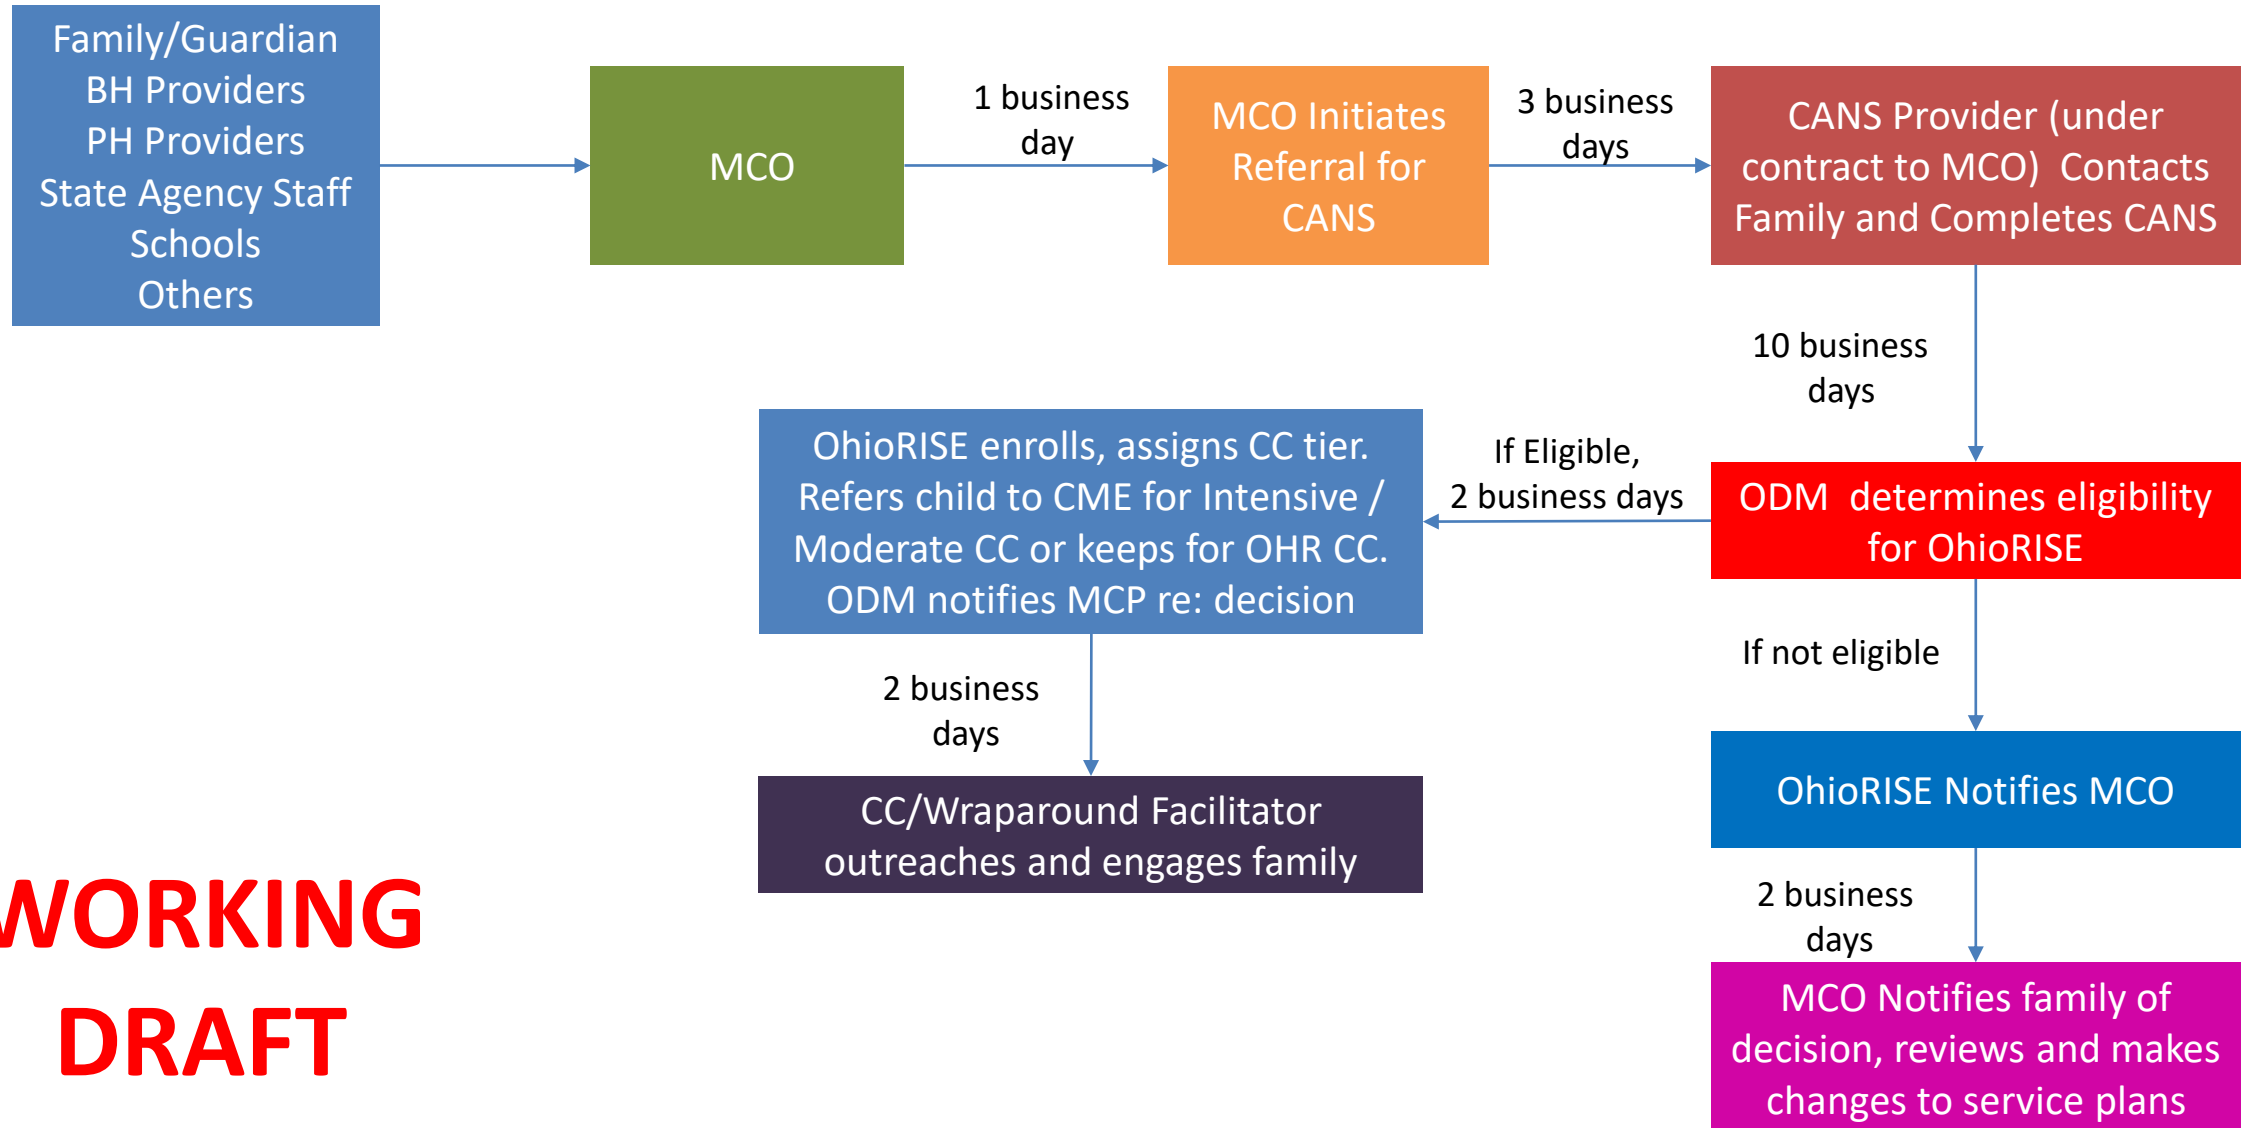 Family/Guardian
BH Providers
PH Providers
State Agency Staff
Schools
Others
MCO
1 business
day
MCO Initiates
Referral for
CANS
3 business
days
CANS Provider (under
contract to MCO)  Contacts
Family and Completes CANS
10 business
days
ODM  determines eligibility
for OhioRISE
If Eligible,
2 business days
OhioRISE enrolls, assigns CC tier.
Refers child to CME for Intensive /
Moderate CC or keeps for OHR CC.
ODM notifies MCP re: decision
2 business
days
CC/Wraparound Facilitator
outreaches and engages family
If not eligible
OhioRISE Notifies MCO
2 business
days
MCO Notifies family of
decision, reviews and makes
changes to service plans
WORKING
DRAFT